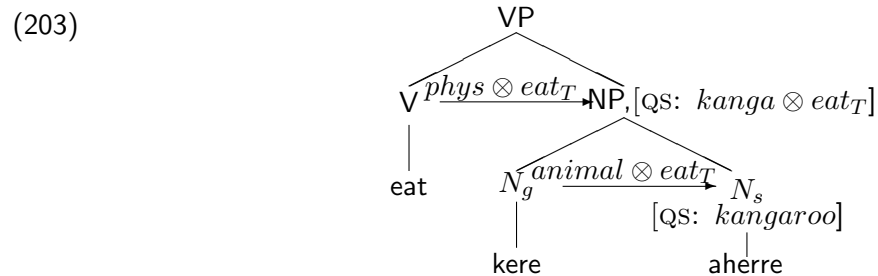 (203)
VP
V phys ⊗ eat_T NP,[QS: kanga ⊗ eat_T]
eat N_g animal ⊗ eat_T N_s
[QS: kangaroo]
kere aherre